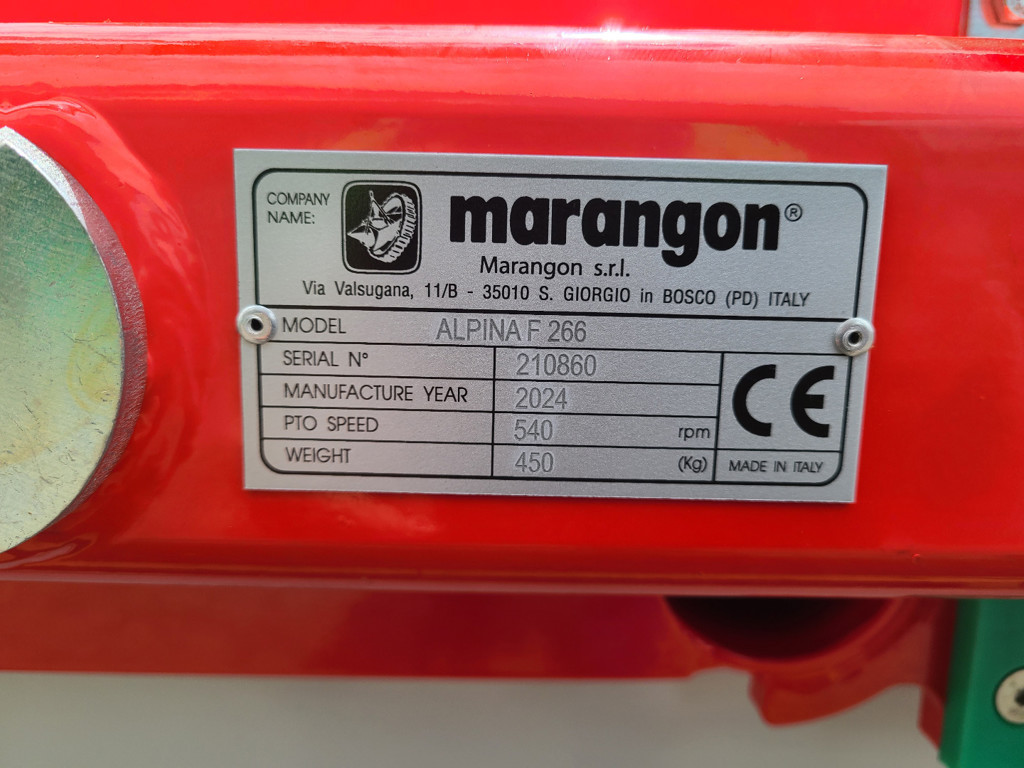 COMPANY NAME:
marangon®
Marangon s.r.l.
Via Valsugana, 11/B - 35010 S. GIORGIO in BOSCO (PD) ITALY
MODEL ALPINA F 266
SERIAL N° 210860
MANUFACTURE YEAR 2024
PTO SPEED 540 rpm
WEIGHT 450 (Kg)
CE
MADE IN ITALY